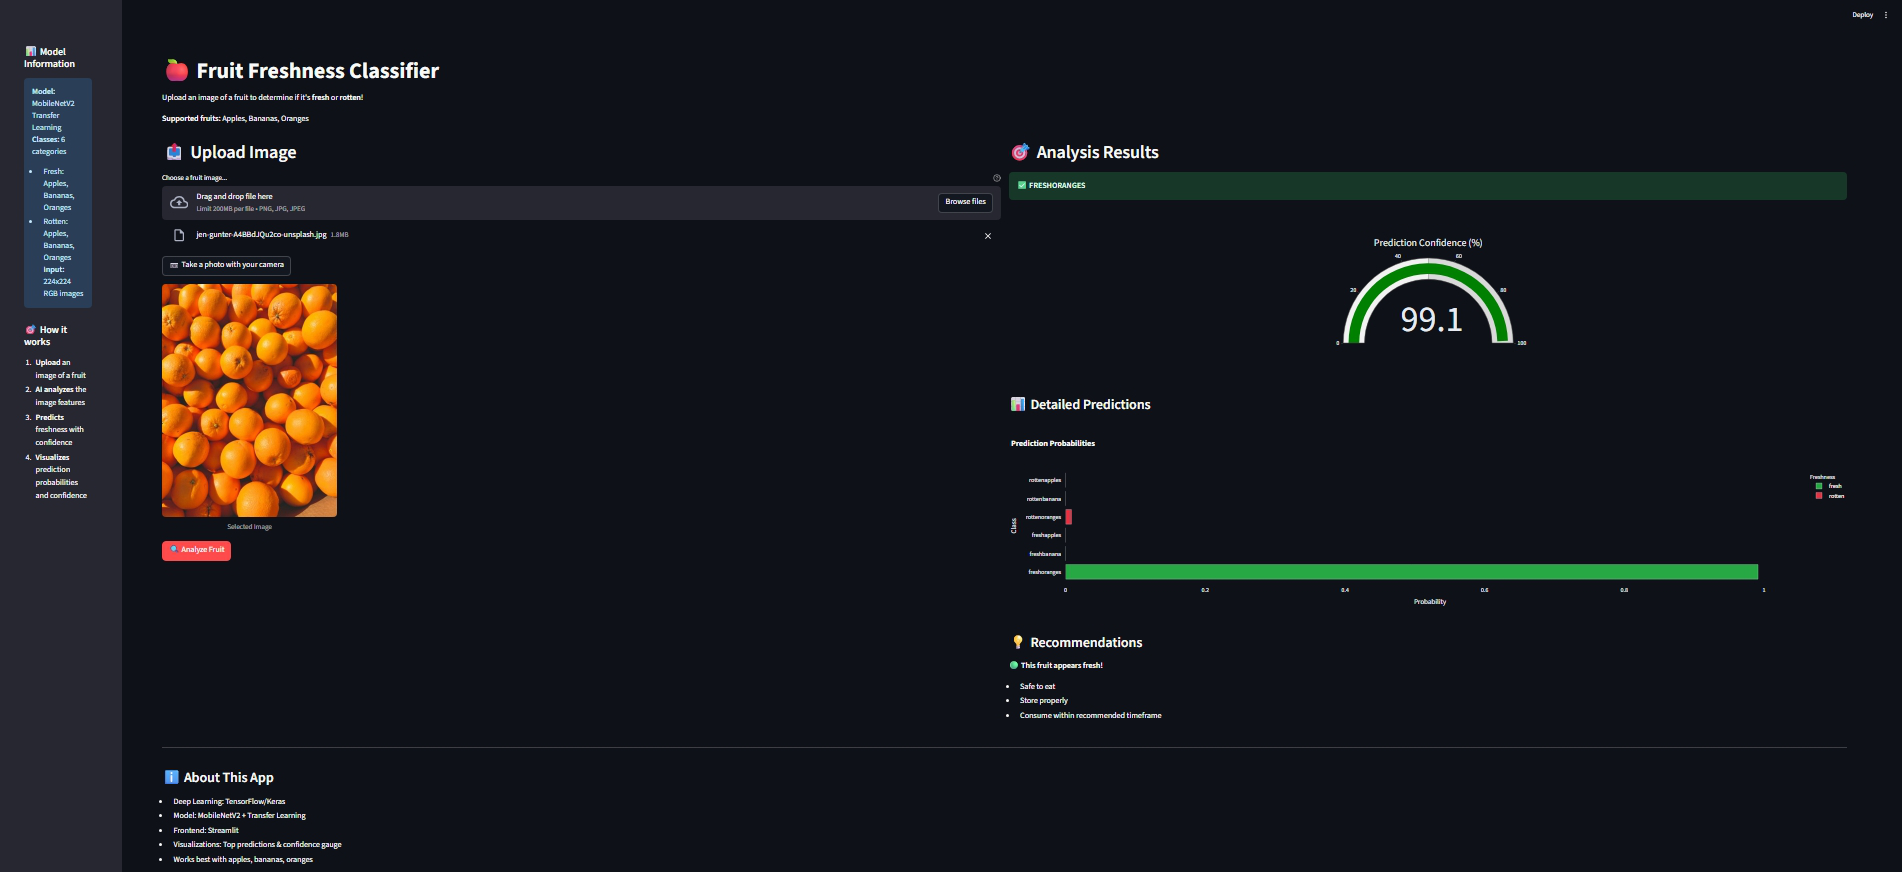 Deploy
Model
Information
Model:
MobileNetV2
Transfer
Learning
Classes: 6
categories
Fresh:
Apples,
Bananas,
Oranges
Rotten:
Apples,
Bananas,
Oranges
Input:
224x224
RGB images
How it
works
1. Upload an
image of a fruit
2. AI analyzes the
image features
3. Predicts
freshness with
confidence
4. Visualizes
prediction
probabilities
and confidence
Fruit Freshness Classifier
Upload an image of a fruit to determine if it's fresh or rotten!
Supported fruits: Apples, Bananas, Oranges
Upload Image
Choose a fruit image...
Drag and drop file here
Limit 200MB per file • PNG, JPG, JPEG
Browse files
jen-gunter-A4BBdJQu2co-unsplash.jpg 1.8MB
Take a photo with your camera
Selected Image
Analyze Fruit
Analysis Results
FRESHORANGES
Prediction Confidence (%)
40 60
20 80
99.1
0 100
Detailed Predictions
Prediction Probabilities
Freshness
fresh
rotten
Class
rottenapples
rottenbanana
rottenoranges
freshapples
freshbanana
freshoranges
0 0.2 0.4 0.6 0.8 1
Probability
Recommendations
This fruit appears fresh!
Safe to eat
Store properly
Consume within recommended timeframe
About This App
Deep Learning: TensorFlow/Keras
Model: MobileNetV2 + Transfer Learning
Frontend: Streamlit
Visualizations: Top predictions & confidence gauge
Works best with apples, bananas, oranges